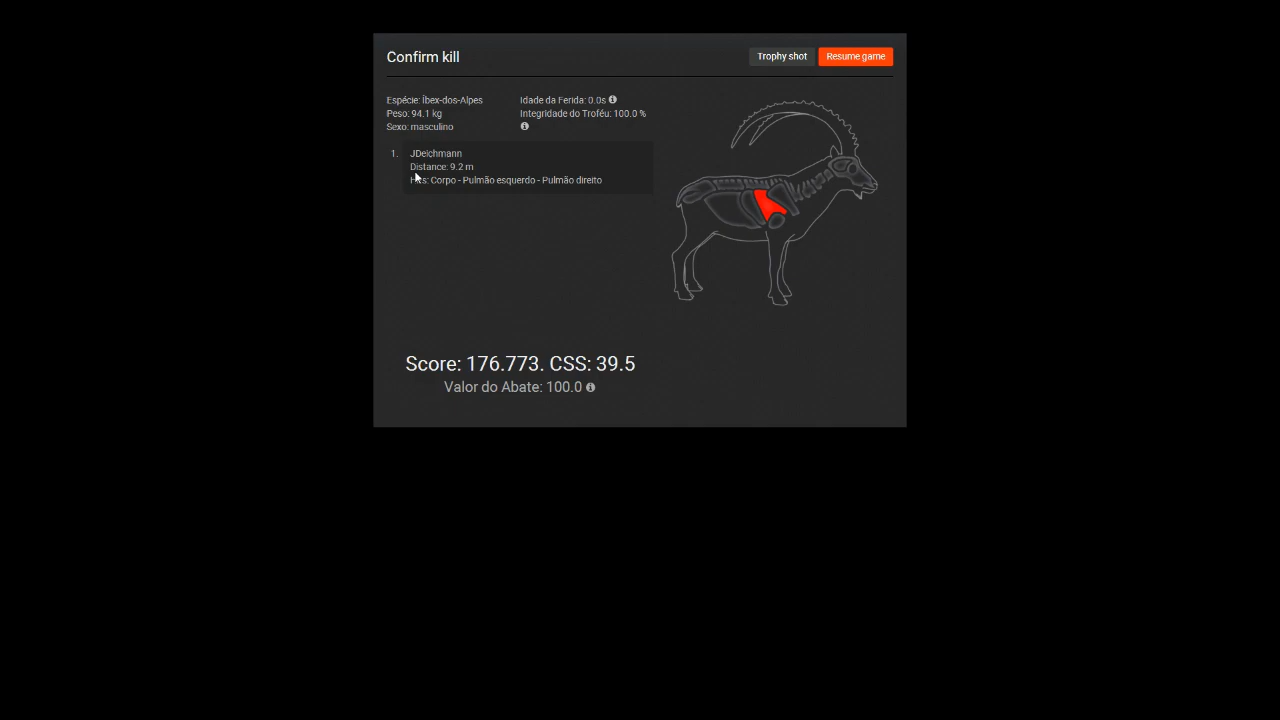 Confirm kill
Trophy shot
Resume game
Espécie: Íbex-dos-Alpes
Peso: 94.1 kg
Sexo: masculino
Idade da Ferida: 0.0s
Integridade do Troféu: 100.0 %
1. JDeichmann
Distance: 9.2 m
Hits: Corpo - Pulmão esquerdo - Pulmão direito
Score: 176.773. CSS: 39.5
Valor do Abate: 100.0